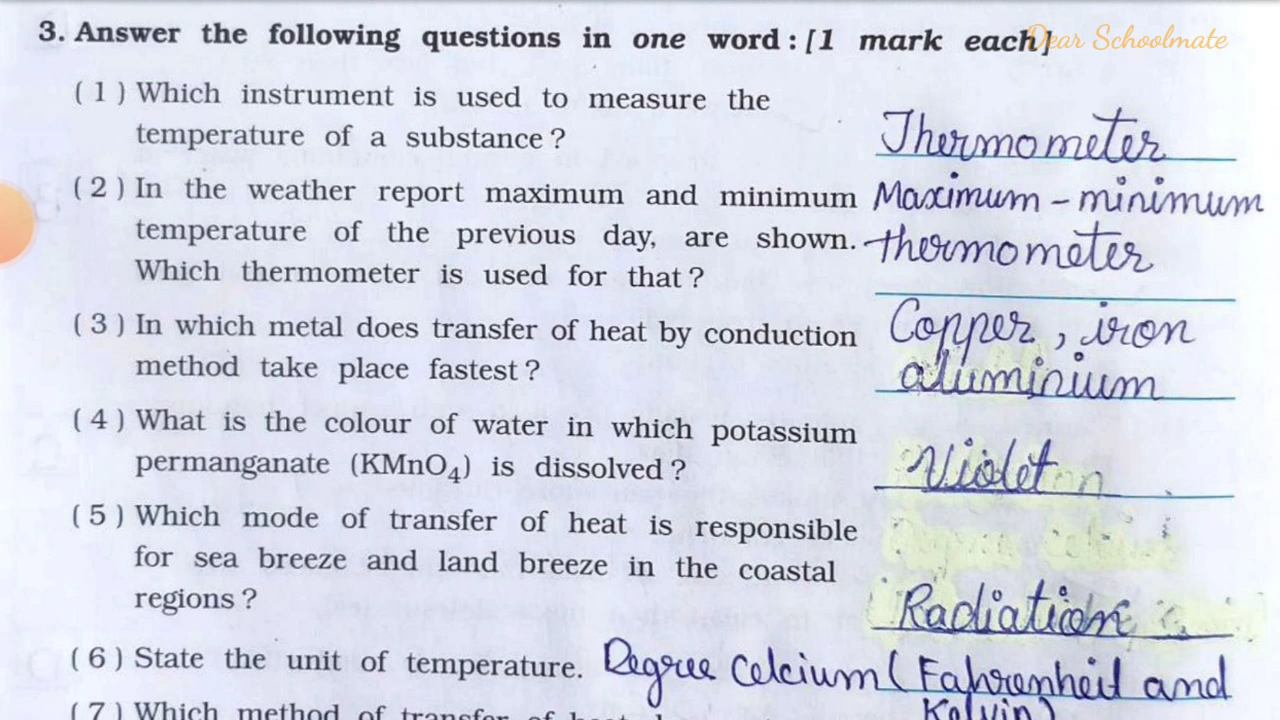 3. Answer the following questions in one word : [1 mark each] Dear Schoolmate
(1) Which instrument is used to measure the
temperature of a substance ? Thermometer
(2) In the weather report maximum and minimum Maximum - minimum
temperature of the previous day, are shown. thermometer
Which thermometer is used for that ?
(3) In which metal does transfer of heat by conduction Copper, iron
method take place fastest ? aluminium
(4) What is the colour of water in which potassium
permanganate (KMnO4) is dissolved ? Violet
(5) Which mode of transfer of heat is responsible
for sea breeze and land breeze in the coastal
regions ? Radiation
(6) State the unit of temperature. Degree Celcium ( Fahrenheit and
Kelvin)
(7) Which method of transfer of heat